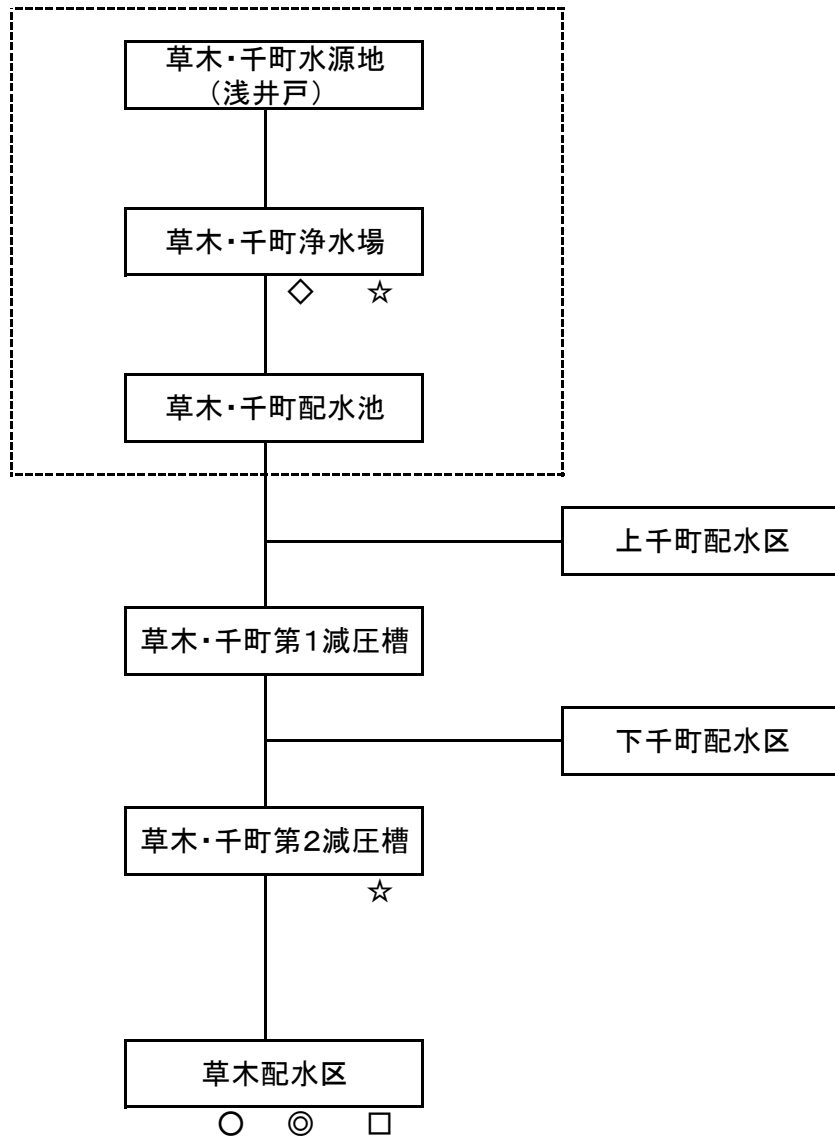 草木・千町水源地
(浅井戸)
草木・千町浄水場
◇ ☆
草木・千町配水池
上千町配水区
草木・千町第1減圧槽
下千町配水区
草木・千町第2減圧槽
☆
草木配水区
○ ◎ □